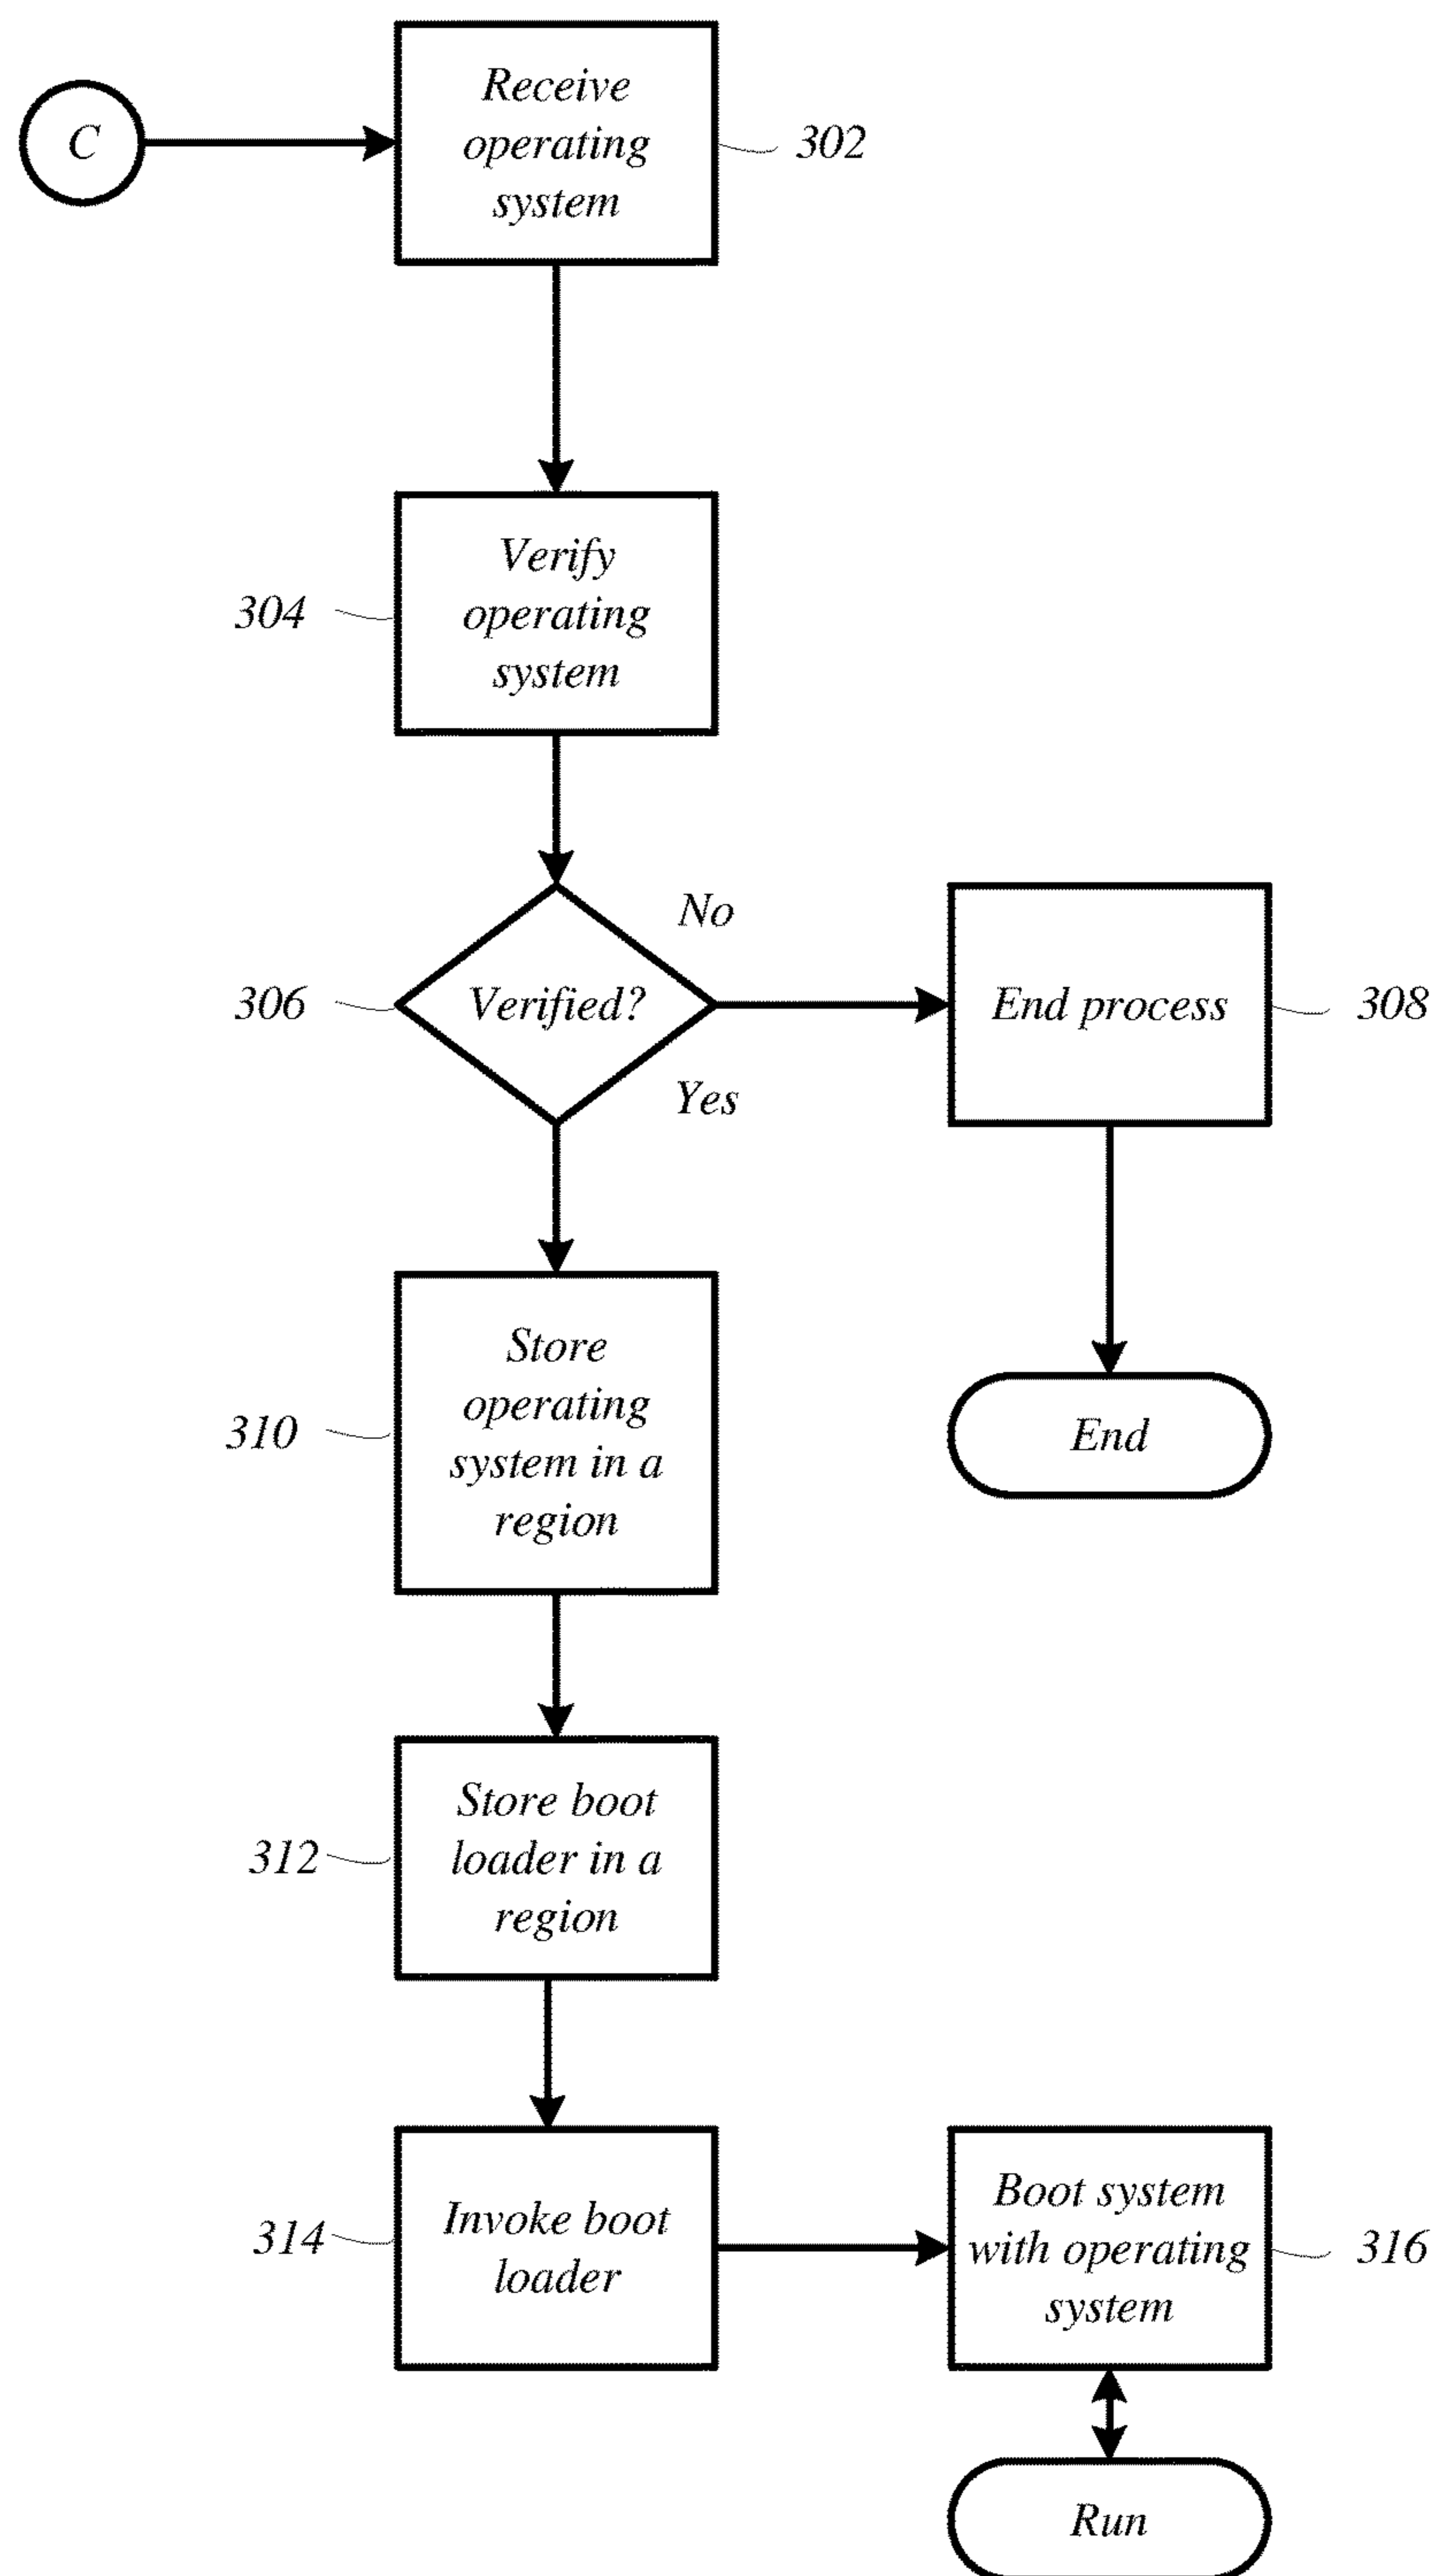 C
Receive
operating
system
302
Verify
operating
system
304
Verified?
306
No
Yes
End process
308
End
Store
operating
system in a
region
310
Store boot
loader in a
region
312
Invoke boot
loader
314
Boot system
with operating
system
316
Run